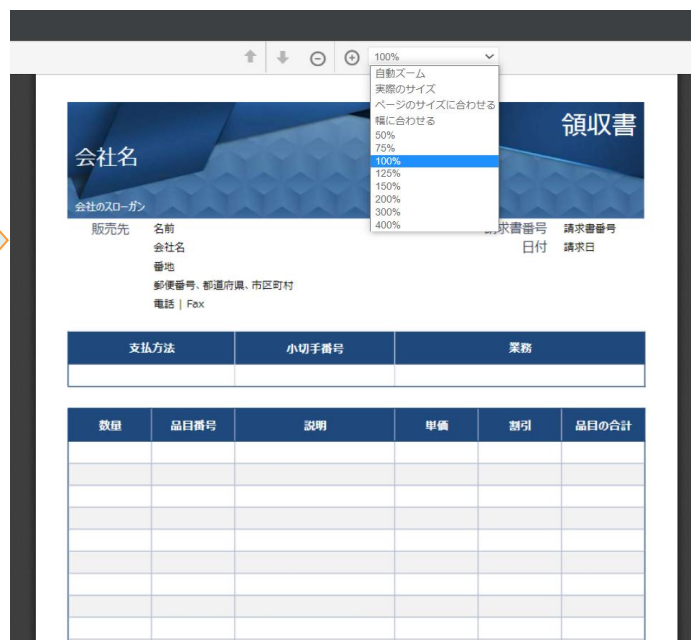 100%
自動ズーム
実際のサイズ
ページのサイズに合わせる
幅に合わせる
50%
75%
100%
125%
150%
200%
300%
400%
領収書
会社名
会社のスローガン
販売先 名前 求書番号 請求書番号
会社名 日付 請求日
番地
郵便番号、都道府県、市区町村
電話 | Fax
支払方法 小切手番号 業務
数量 品目番号 説明 単価 割引 品目の合計